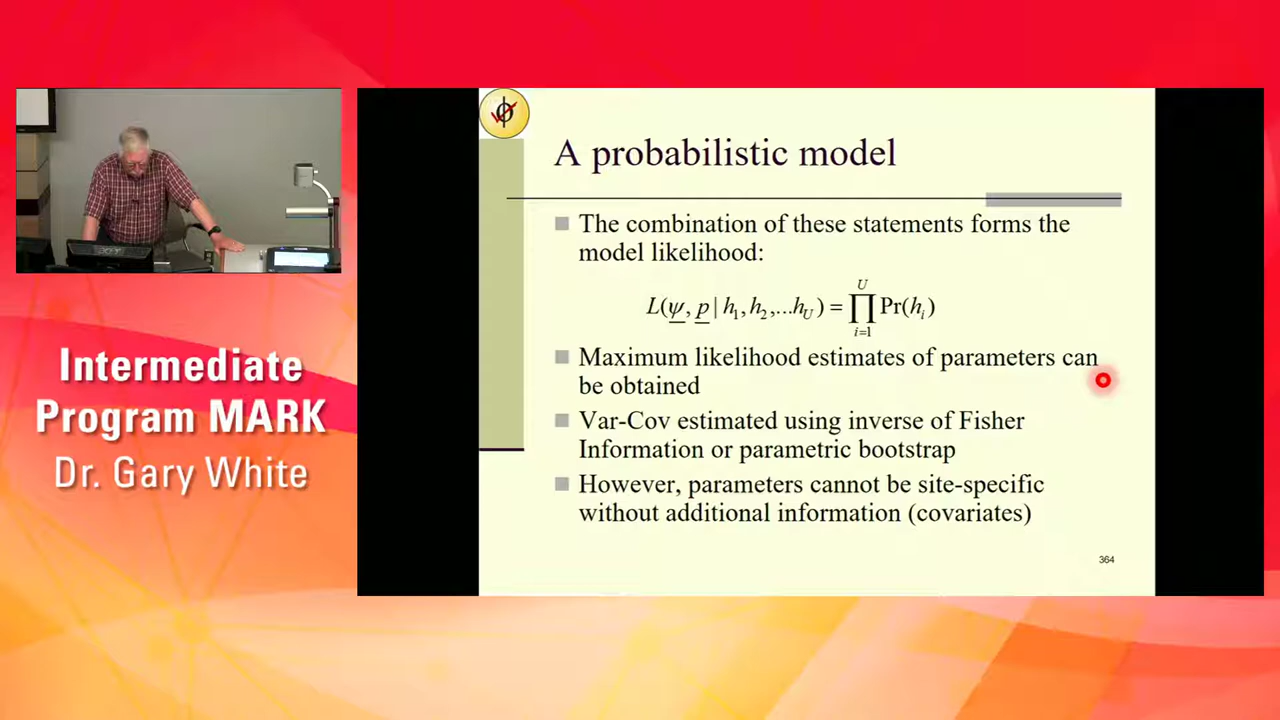 Intermediate
Program MARK
Dr. Gary White
A probabilistic model
The combination of these statements forms the
model likelihood:
L(ψ, p | h₁, h₂,...h_U) = ∏_{i=1}^{U} Pr(h_i)
Maximum likelihood estimates of parameters can
be obtained
Var-Cov estimated using inverse of Fisher
Information or parametric bootstrap
However, parameters cannot be site-specific
without additional information (covariates)
364